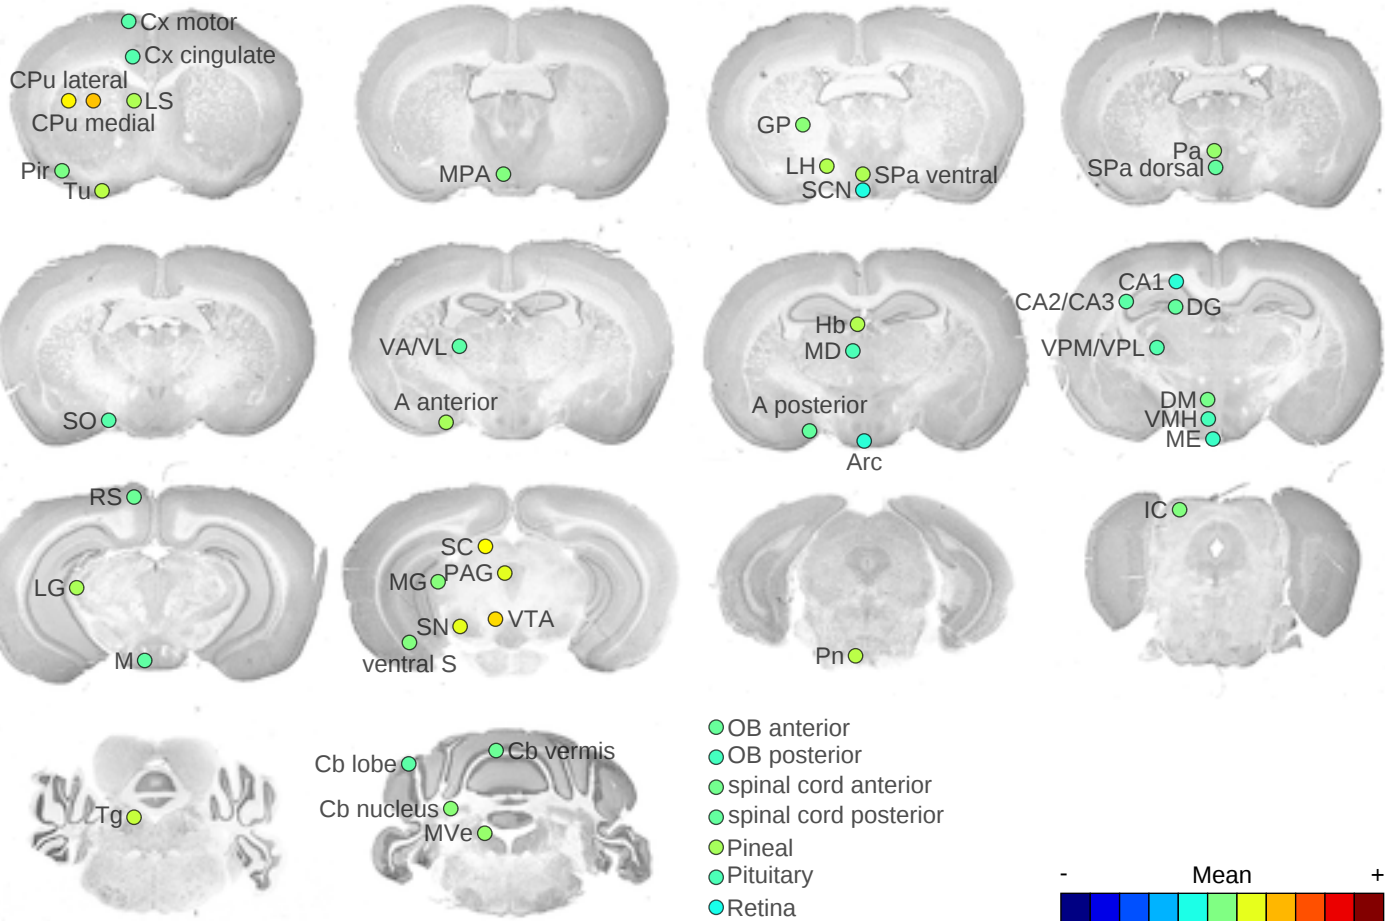 Cx motor
Cx cingulate
CPu lateral
LS
CPu medial
Pir
Tu
MPA
GP
LH
SPa ventral
SCN
Pa
SPa dorsal
SO
VA/VL
A anterior
Hb
MD
A posterior
Arc
CA1
CA2/CA3
DG
VPM/VPL
DM
VMH
ME
RS
LG
M
SC
PAG
MG
SN
VTA
ventral S
Pn
IC
Tg
Cb vermis
Cb lobe
Cb nucleus
MVe
OB anterior
OB posterior
spinal cord anterior
spinal cord posterior
Pineal
Pituitary
Retina
- Mean +